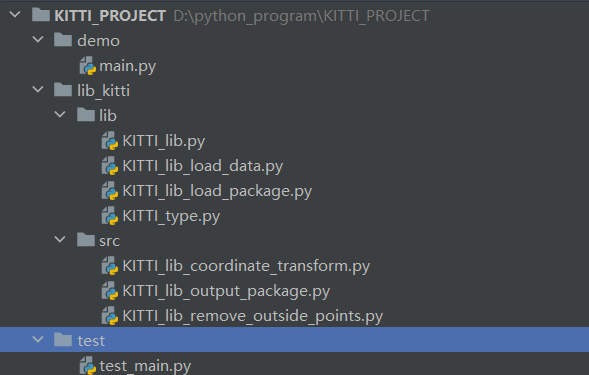 KITTI_PROJECT D:\python_program\KITTI_PROJECT
demo
main.py
lib_kitti
lib
KITTI_lib.py
KITTI_lib_load_data.py
KITTI_lib_load_package.py
KITTI_type.py
src
KITTI_lib_coordinate_transform.py
KITTI_lib_output_package.py
KITTI_lib_remove_outside_points.py
test
test_main.py